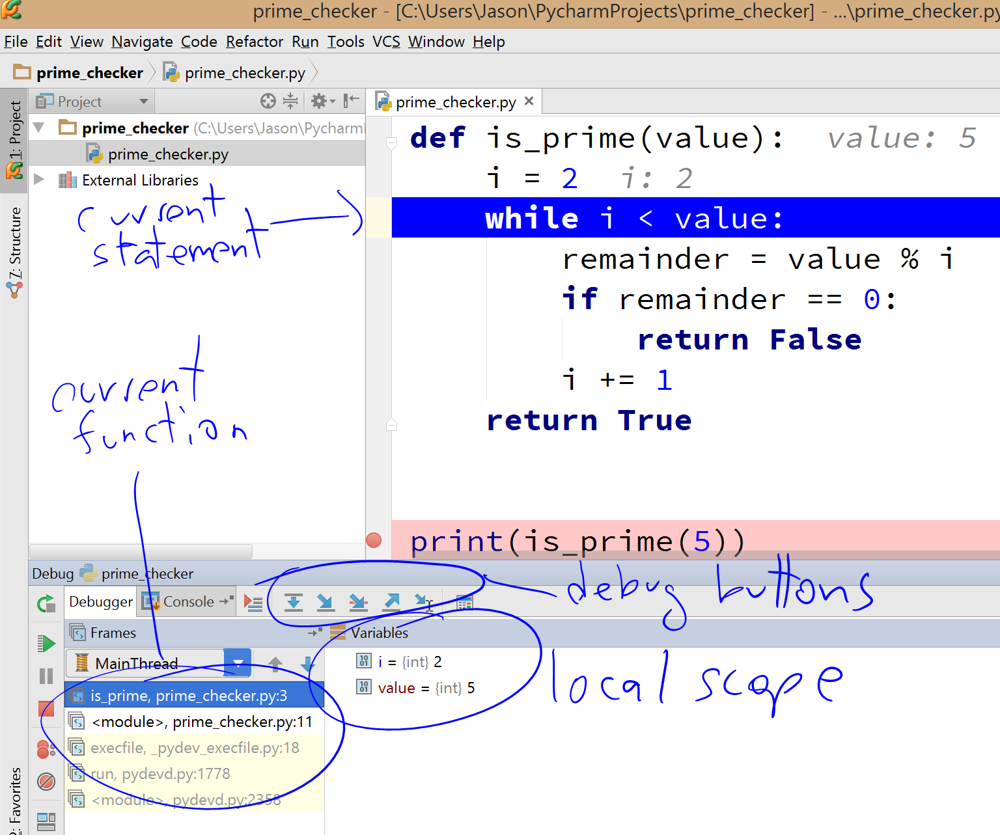 prime_checker - [C:\Users\Jason\PycharmProjects\prime_checker] - ...\prime_checker.py
File Edit View Navigate Code Refactor Run Tools VCS Window Help
prime_checker prime_checker.py
1: Project
7: Structure
2: Favorites
Project
prime_checker (C:\Users\Jason\Pycharm
prime_checker.py
External Libraries
current
statement
current
function
prime_checker.py
def is_prime(value): value: 5
i = 2 i: 2
while i < value:
remainder = value % i
if remainder == 0:
return False
i += 1
return True
print(is_prime(5))
Debug prime_checker
Debugger Console
debug buttons
Frames
Variables
MainThread
is_prime, prime_checker.py:3
<module>, prime_checker.py:11
execfile, _pydev_execfile.py:18
run, pydevd.py:1778
<module>, pydevd.py:2358
i = {int} 2
value = {int} 5
local scope